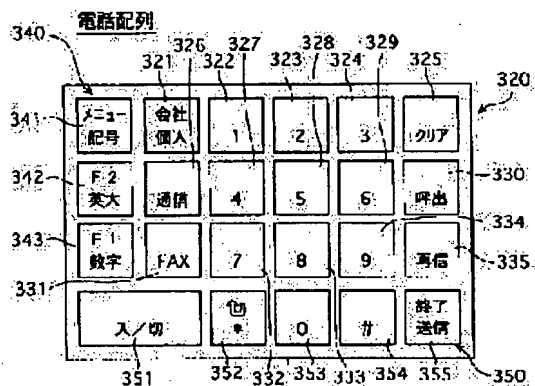 電話配列
340 326 327 328 329
321 322 323 324 325
320
341 メニュー 会社
記号 個人 1 2 3 クリア
342 F2 330
英大 通信 4 5 6 呼出
334
343 F1
数字 FAX 7 8 9 再信 335
331
入/切 * 0 # 終了
送信
351 352 332 353 333 354 355 350